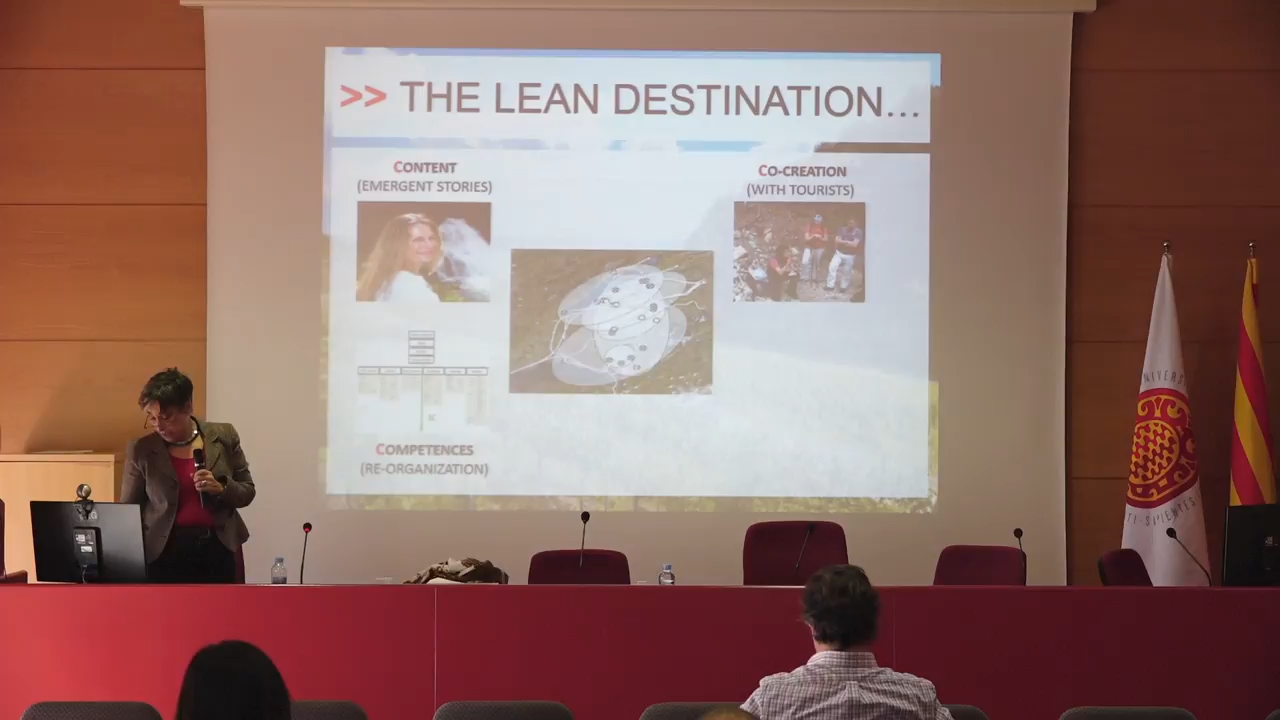 >> THE LEAN DESTINATION...
CONTENT
(EMERGENT STORIES)
CO-CREATION
(WITH TOURISTS)
COMPETENCES
(RE-ORGANIZATION)